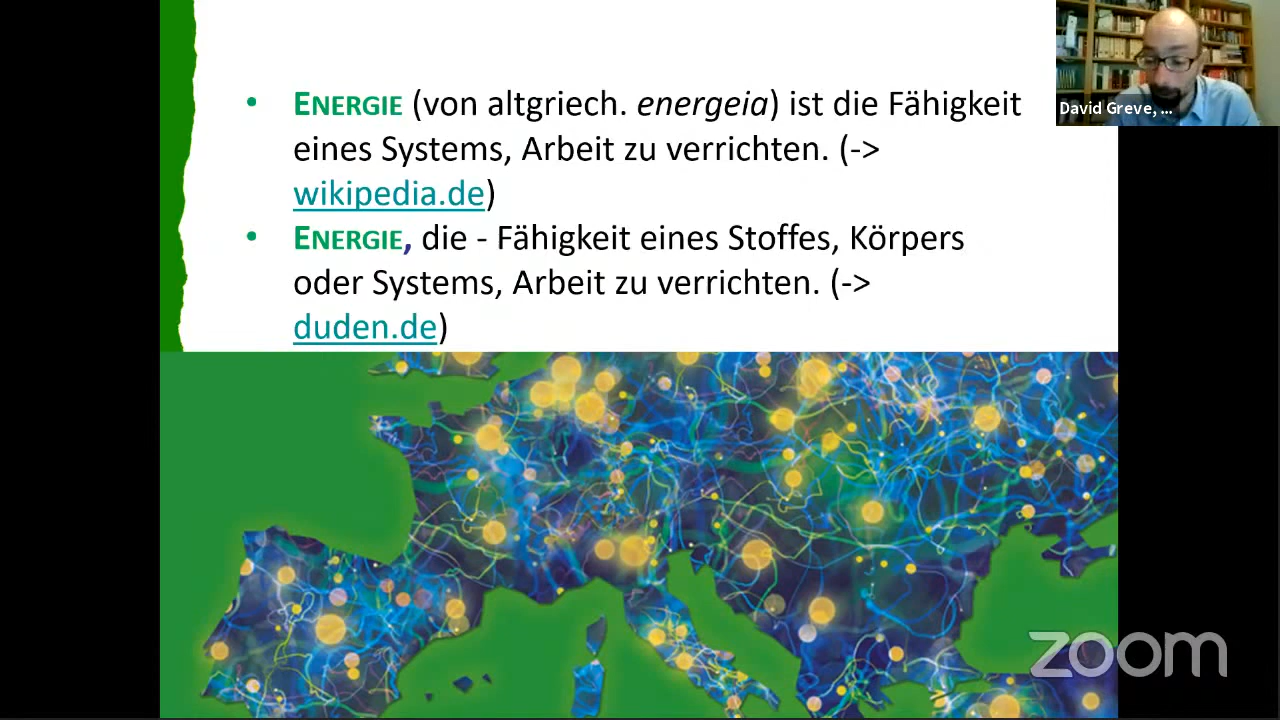 • ENERGIE (von altgriech. energeia) ist die Fähigkeit
eines Systems, Arbeit zu verrichten. (->
wikipedia.de)
• ENERGIE, die - Fähigkeit eines Stoffes, Körpers
oder Systems, Arbeit zu verrichten. (->
duden.de)
David Greve, ...
zoom